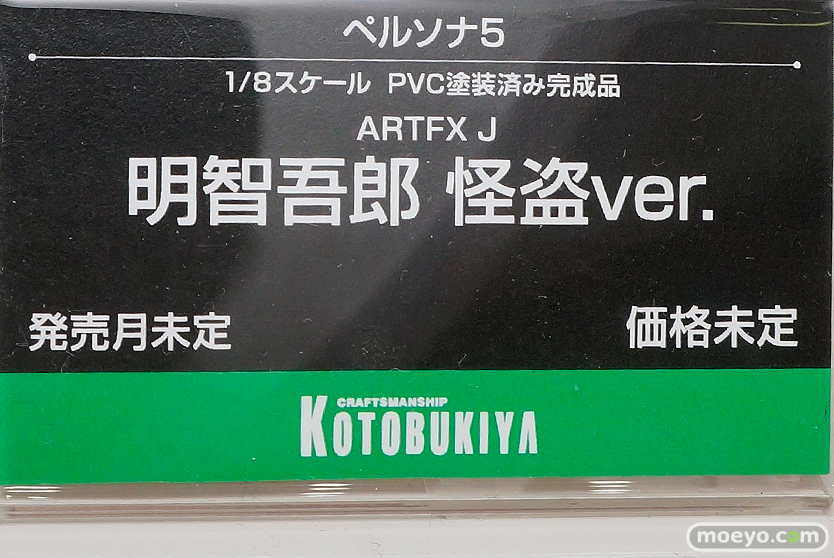 ペルソナ5
1/8スケール PVC塗装済み完成品
ARTFX J
明智吾郎 怪盗ver.
発売月未定
価格未定
CRAFTSMANSHIP
KOTOBUKIYA
moeyo.com